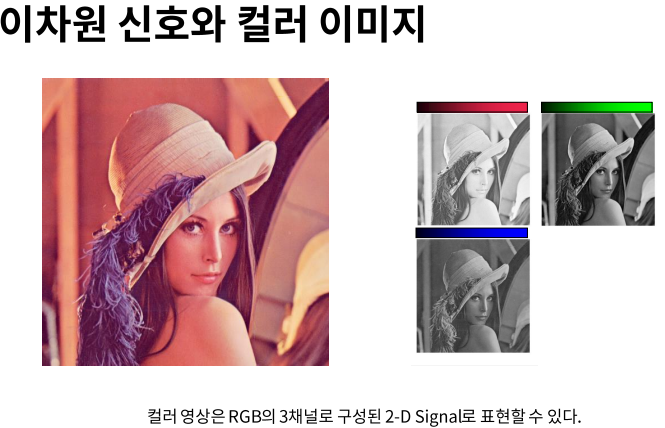 이차원 신호와 컬러 이미지
컬러 영상은 RGB의 3채널로 구성된 2-D Signal로 표현할 수 있다.